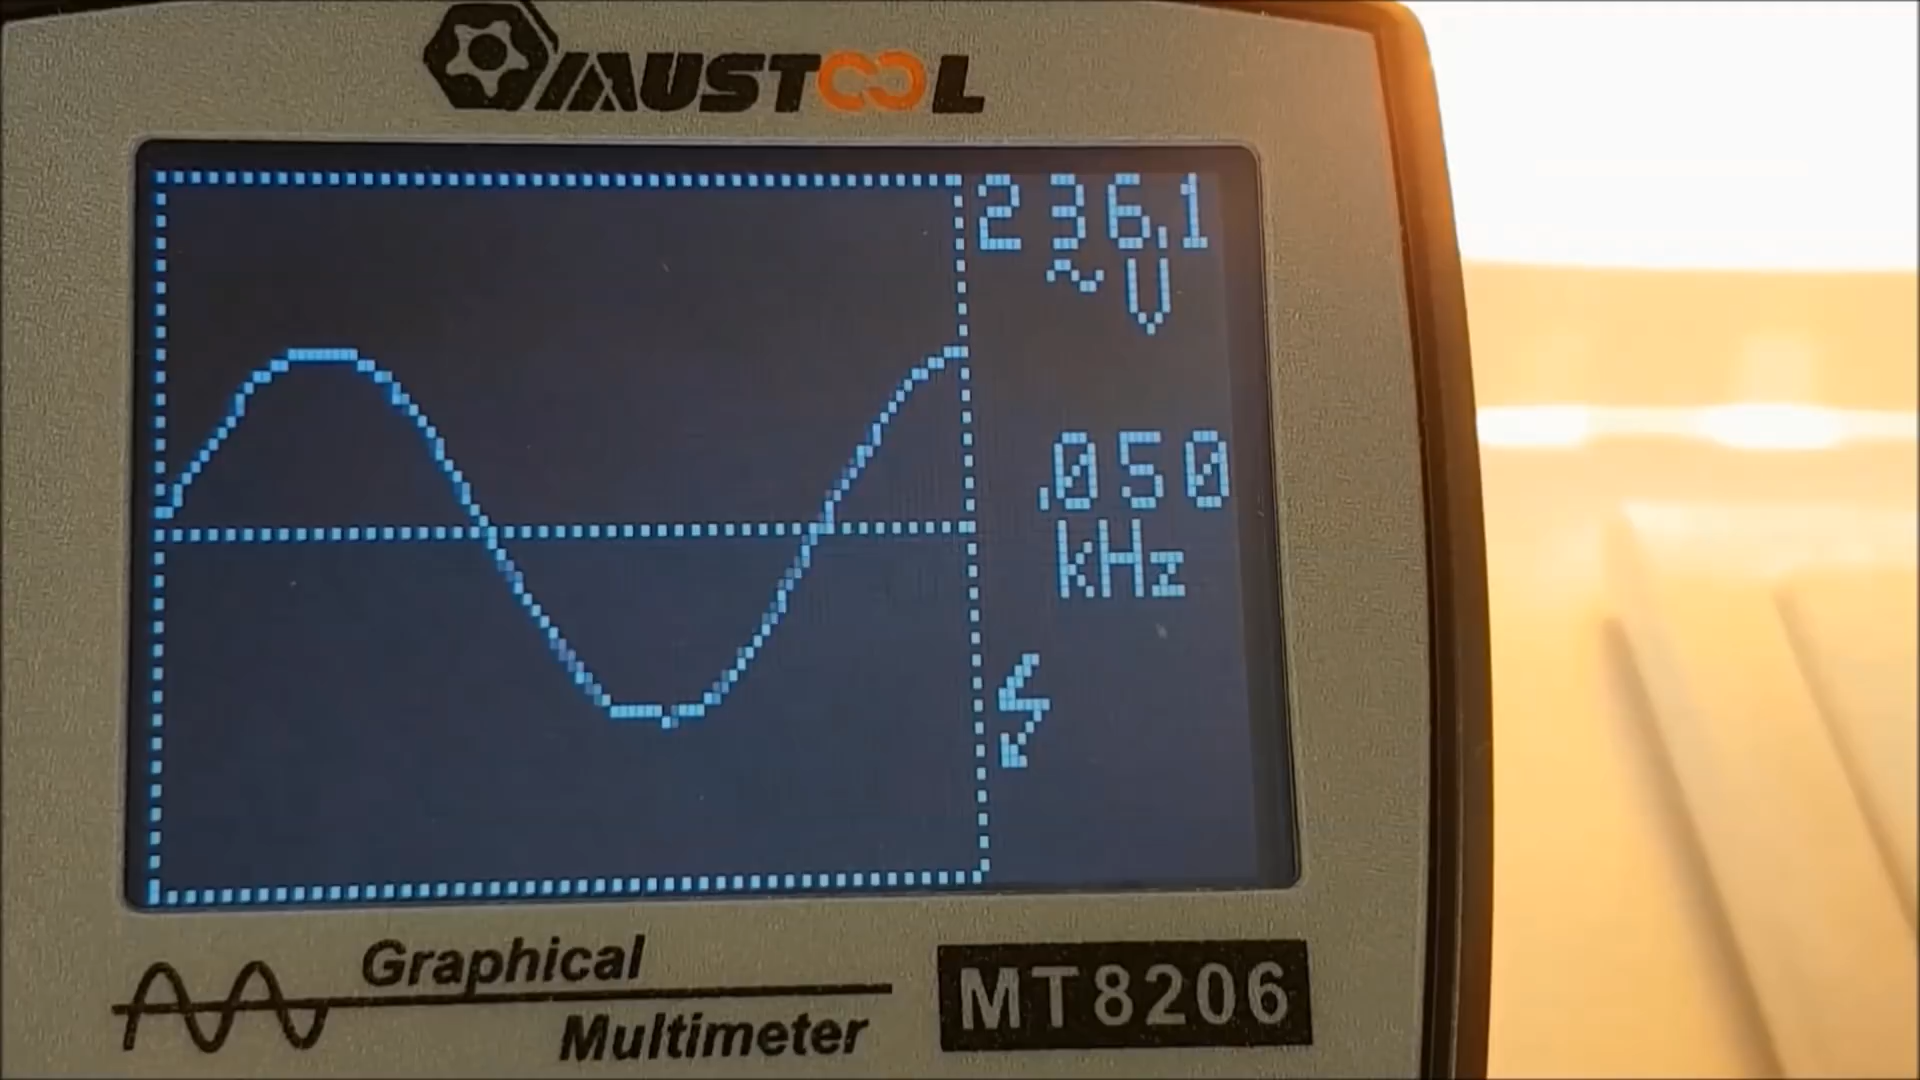 MUSTOOL
236.1
~V
.050
kHz
Graphical
Multimeter
MT8206